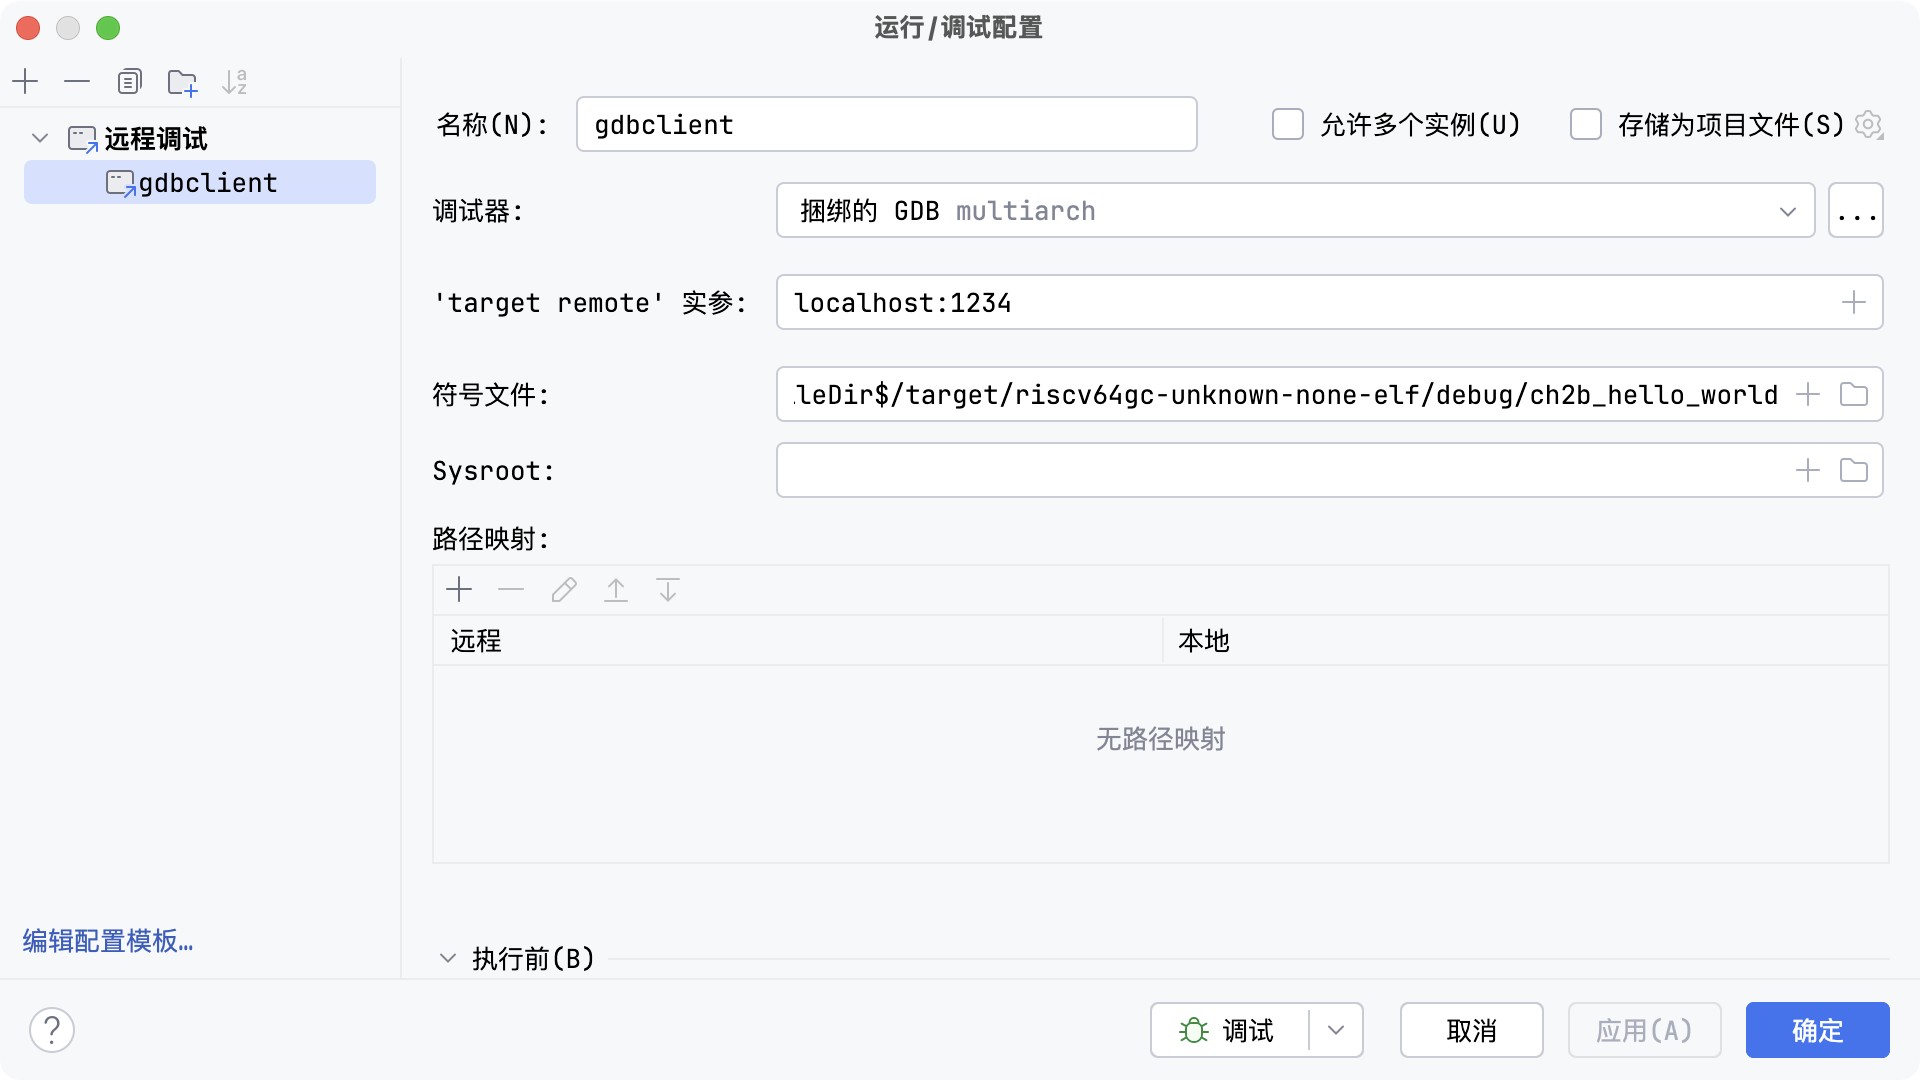 运行/调试配置
远程调试
gdbclient
编辑配置模板...
名称(N):
gdbclient
允许多个实例(U)
存储为项目文件(S)
调试器:
捆绑的 GDB multiarch
...
'target remote' 实参:
localhost:1234
符号文件:
leDir$/target/riscv64gc-unknown-none-elf/debug/ch2b_hello_world
Sysroot:
路径映射:
远程
本地
无路径映射
执行前(B)
?
调试
取消
应用(A)
确定